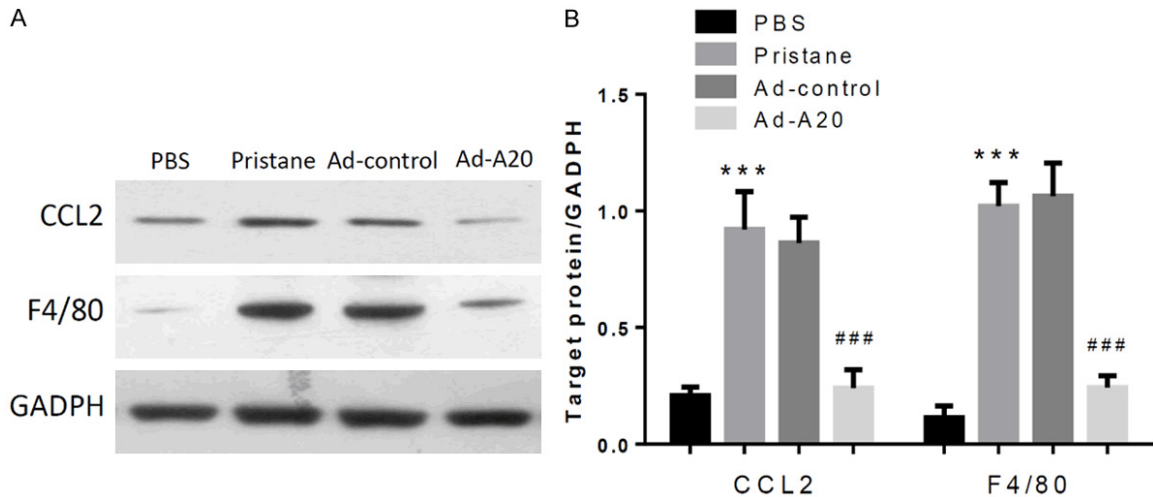 A
PBS Pristane Ad-control Ad-A20
CCL2
F4/80
GADPH
B
PBS
Pristane
Ad-control
Ad-A20
Target protein/GADPH
1.5
1.0
0.5
0.0
*** ***
### ###
CCL2 F4/80